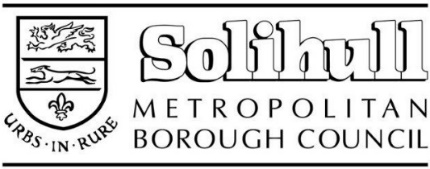 Solihull
METROPOLITAN
BOROUGH COUNCIL
URBS·IN·RURE